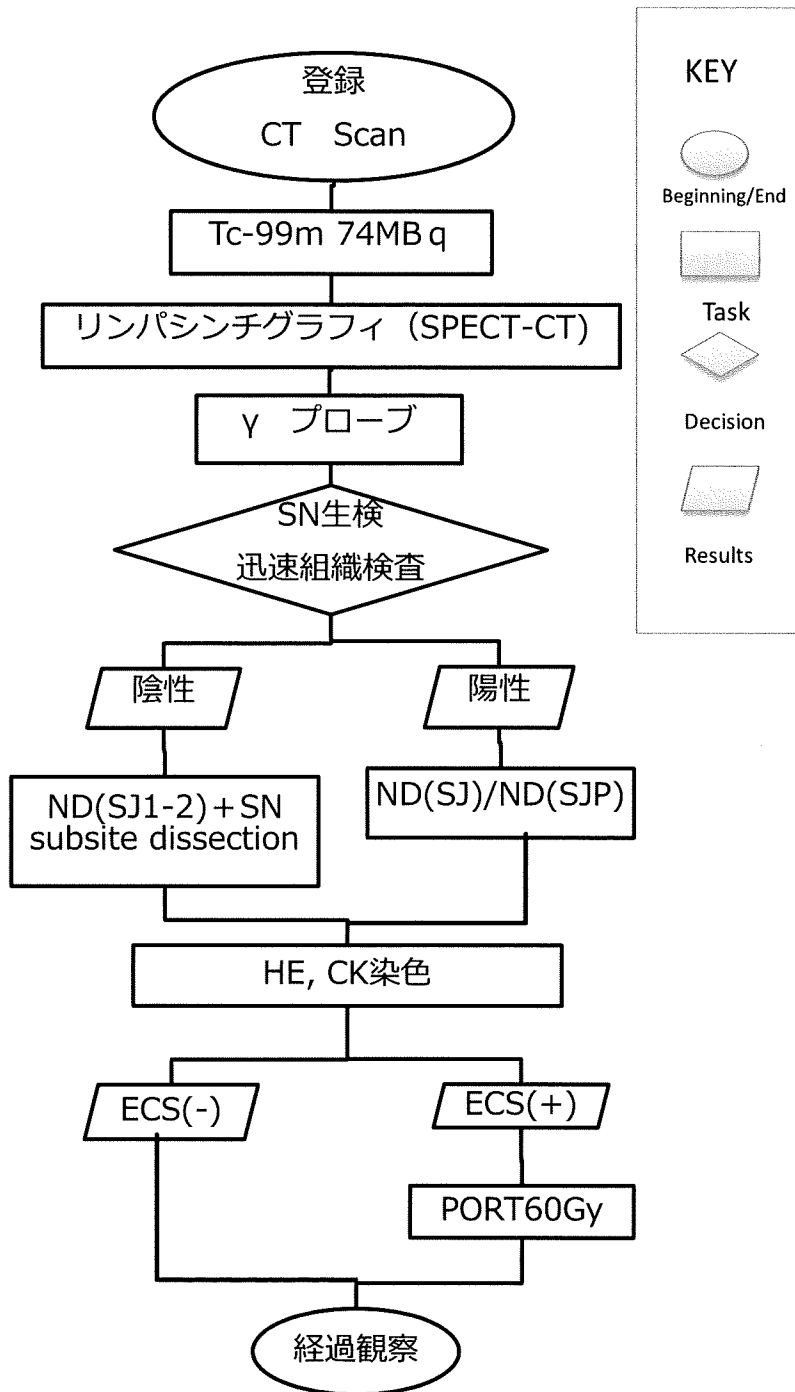 登録
CT Scan
Tc-99m 74MBq
リンパシンチグラフィ（SPECT-CT)
γ プローブ
SN生検
迅速組織検査
陰性
陽性
ND(SJ1-2)+SN
subsite dissection
ND(SJ)/ND(SJP)
HE, CK染色
ECS(-)
ECS(+)
PORT60Gy
経過観察
KEY
Beginning/End
Task
Decision
Results